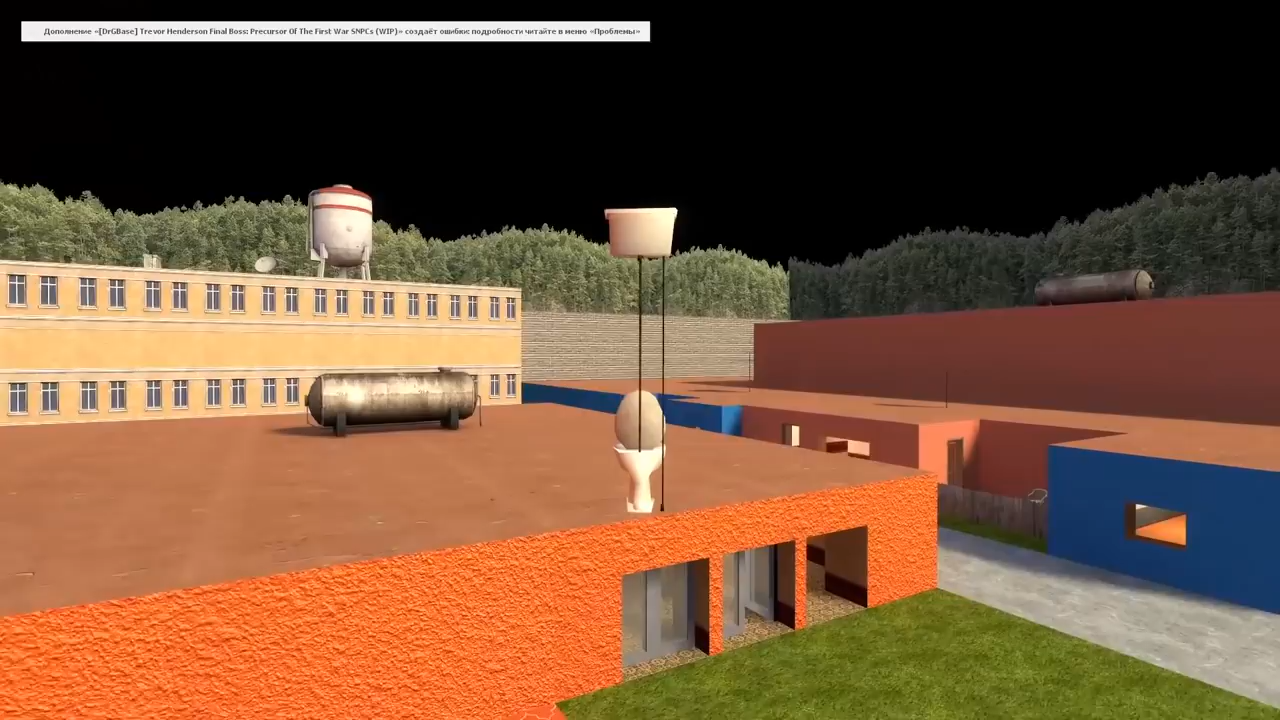 Дополнение «[DrGBase] Trevor Henderson Final Boss: Precursor Of The First War SNPCs (WIP)» создаёт ошибки: подробности читайте в меню «Проблемы»